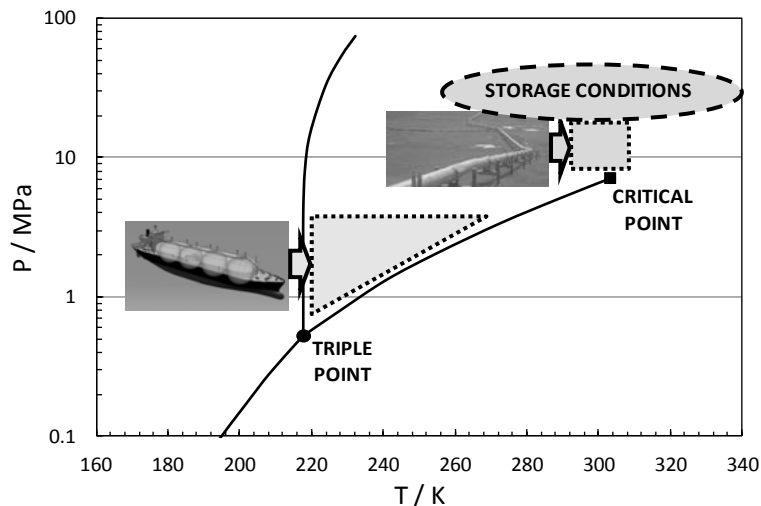 100
10
1
0.1
P / MPa
STORAGE CONDITIONS
CRITICAL
POINT
TRIPLE
POINT
160 180 200 220 240 260 280 300 320 340
T / K